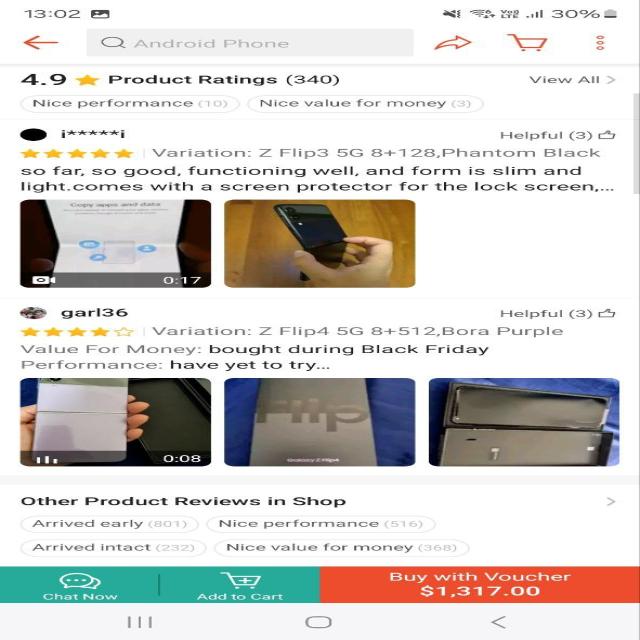 13:02
30%
Android Phone
4.9 Product Ratings (340)
View All
Nice performance (10)
Nice value for money (3)
i*****i
Helpful (3)
Variation: Z Flip3 5G 8+128,Phantom Black
so far, so good, functioning well, and form is slim and
light.comes with a screen protector for the lock screen,...
Copy apps and data
0:17
garl36
Helpful (3)
Variation: Z Flip4 5G 8+512,Bora Purple
Value For Money: bought during Black Friday
Performance: have yet to try...
0:08
Flip
Galaxy Z Flip4
Other Product Reviews in Shop
Arrived early (801)
Nice performance (516)
Arrived intact (232)
Nice value for money (368)
Chat Now
Add to Cart
Buy with Voucher
$1,317.00